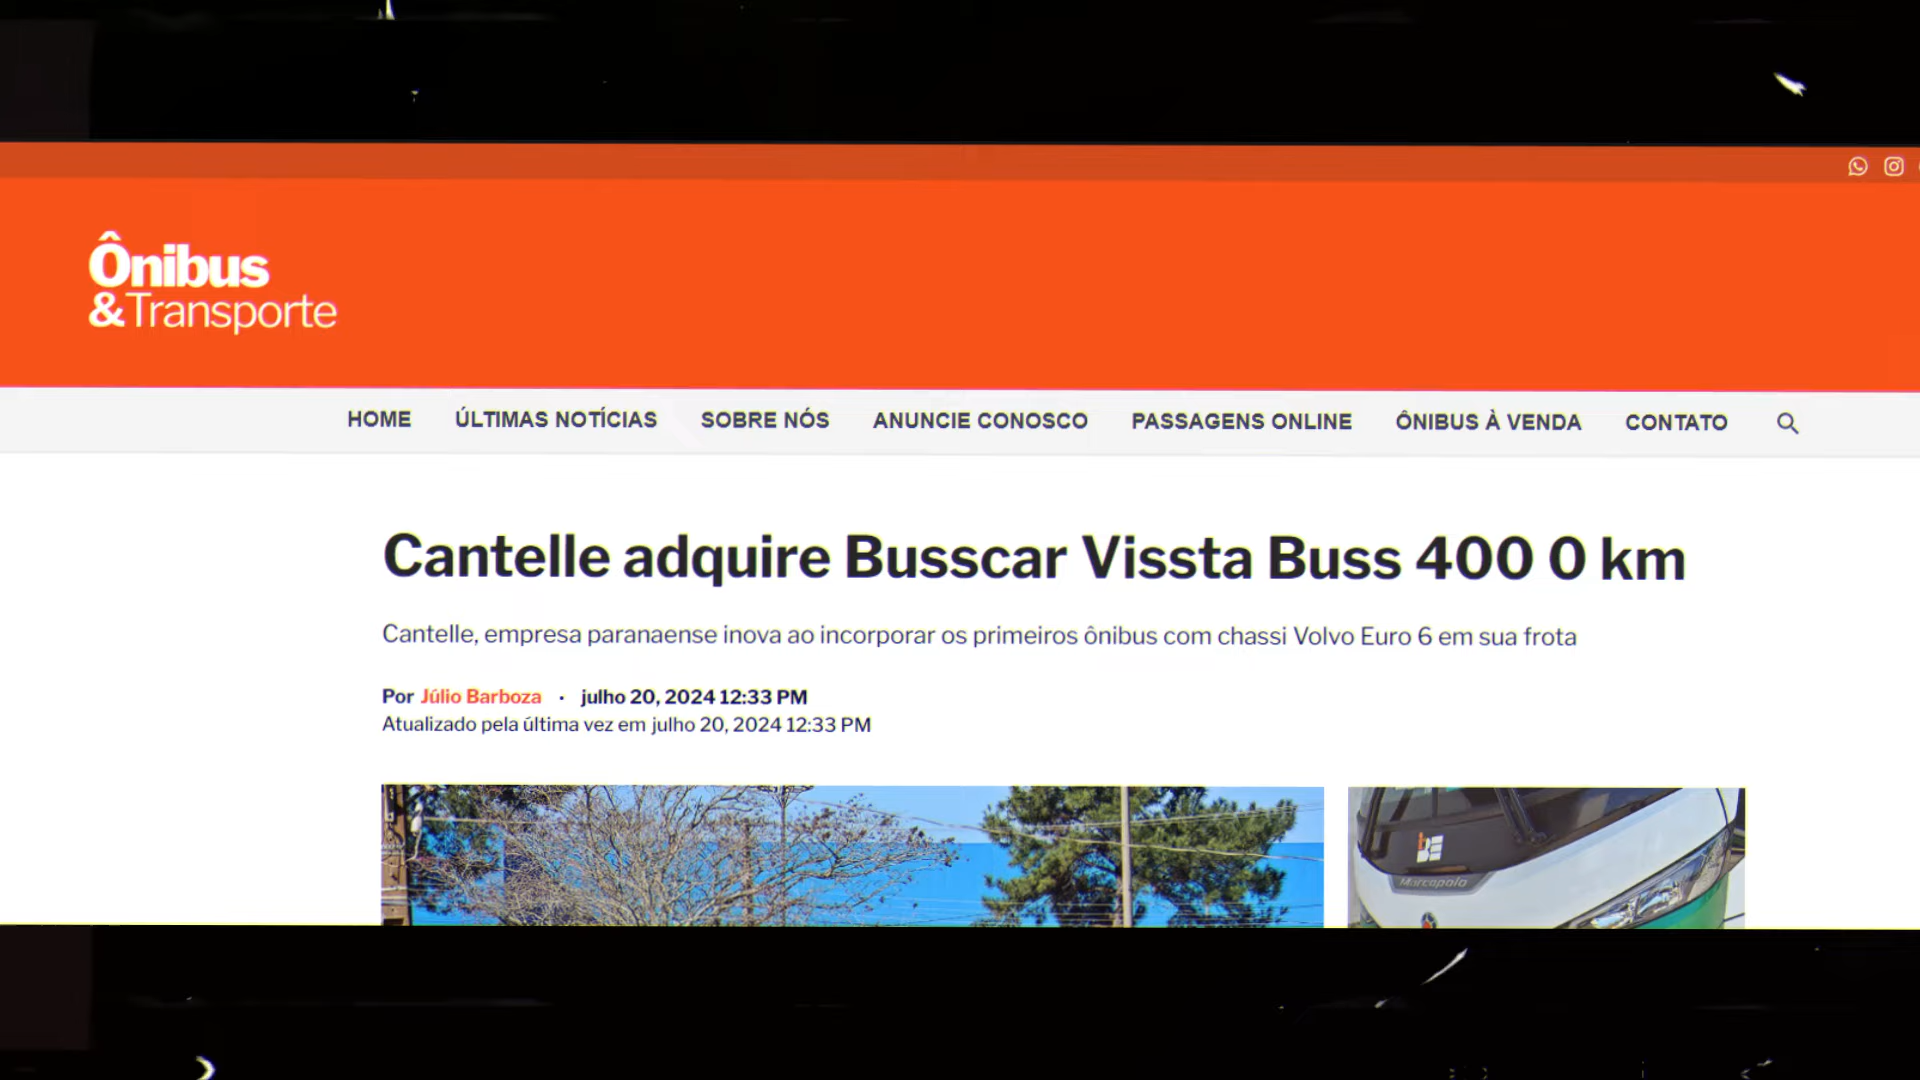 Ônibus
&Transporte
HOME ÚLTIMAS NOTÍCIAS SOBRE NÓS ANUNCIE CONOSCO PASSAGENS ONLINE ÔNIBUS À VENDA CONTATO
Cantelle adquire Busscar Vissta Buss 400 0 km
Cantelle, empresa paranaense inova ao incorporar os primeiros ônibus com chassi Volvo Euro 6 em sua frota
Por Júlio Barboza · julho 20, 2024 12:33 PM
Atualizado pela última vez em julho 20, 2024 12:33 PM
Marcopolo